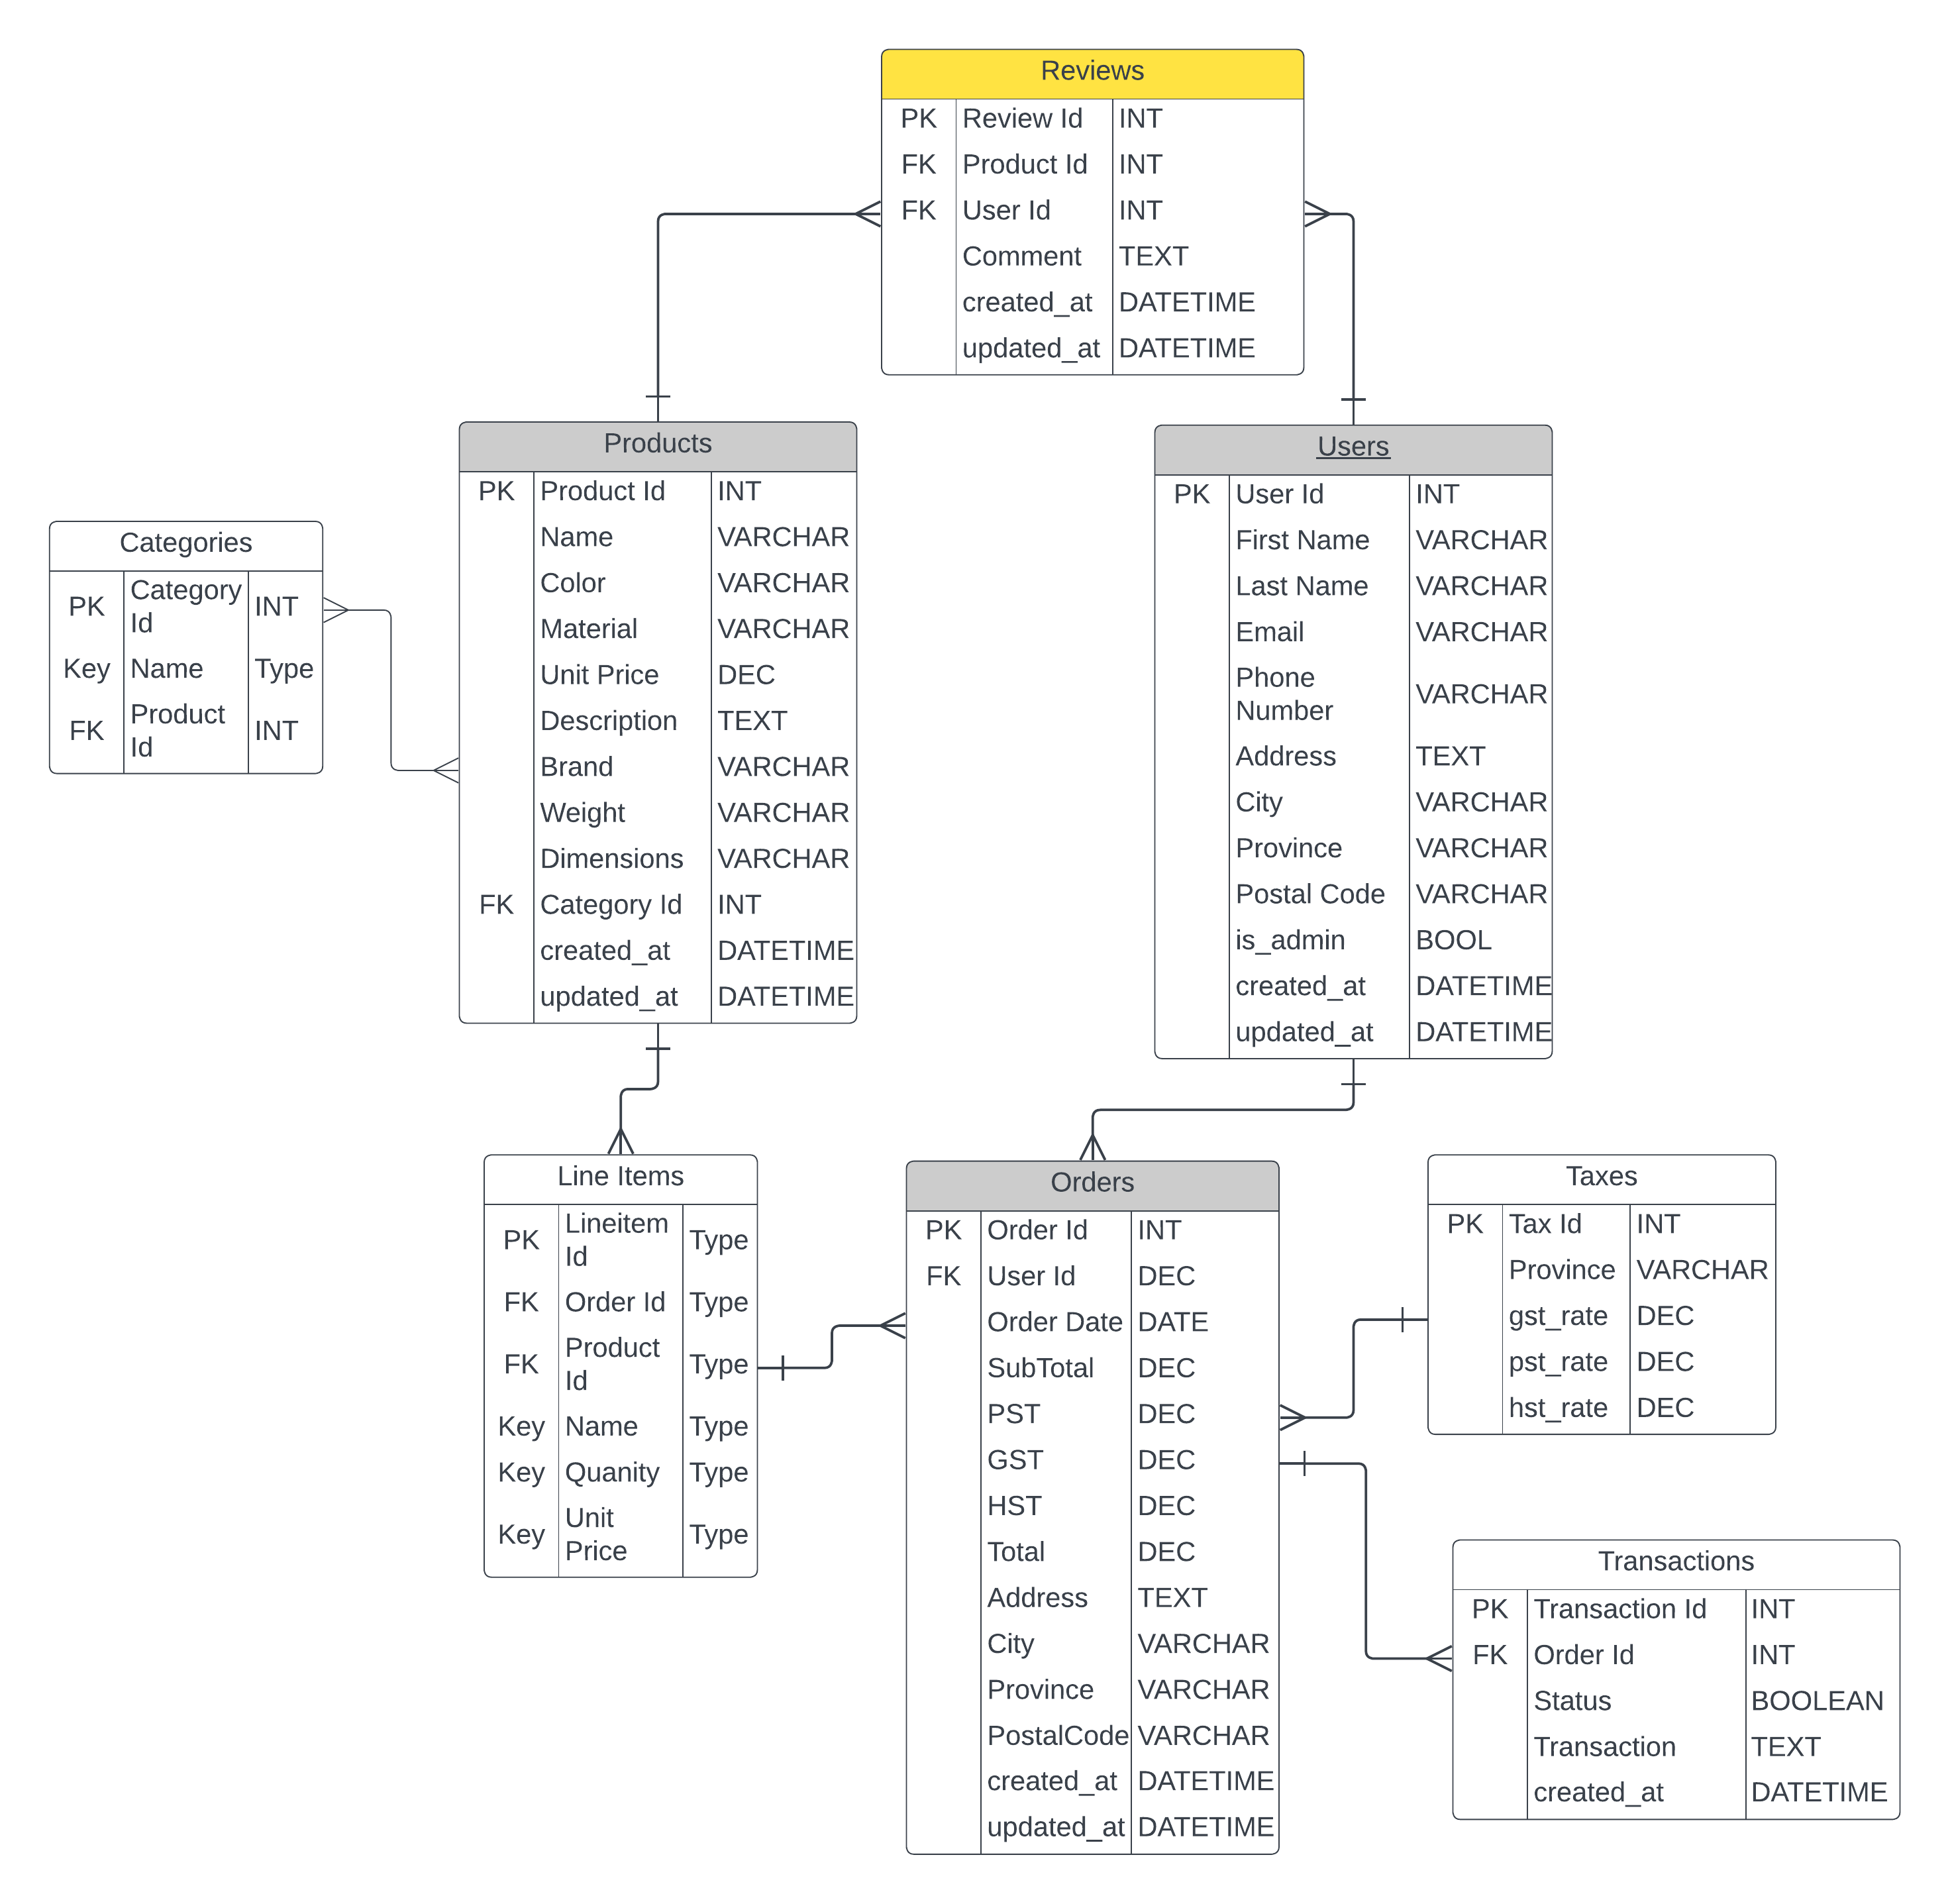 Reviews
PK Review Id INT
FK Product Id INT
FK User Id INT
Comment TEXT
created_at DATETIME
updated_at DATETIME
Products
PK Product Id INT
Name VARCHAR
Color VARCHAR
Material VARCHAR
Unit Price DEC
Description TEXT
Brand VARCHAR
Weight VARCHAR
Dimensions VARCHAR
FK Category Id INT
created_at DATETIME
updated_at DATETIME
Users
PK User Id INT
First Name VARCHAR
Last Name VARCHAR
Email VARCHAR
Phone
Number VARCHAR
Address TEXT
City VARCHAR
Province VARCHAR
Postal Code VARCHAR
is_admin BOOL
created_at DATETIME
updated_at DATETIME
Categories
PK Category
Id INT
Key Name Type
FK Product
Id INT
Line Items
PK Lineitem
Id Type
FK Order Id Type
FK Product
Id Type
Key Name Type
Key Quanity Type
Key Unit
Price Type
Orders
PK Order Id INT
FK User Id DEC
Order Date DATE
SubTotal DEC
PST DEC
GST DEC
HST DEC
Total DEC
Address TEXT
City VARCHAR
Province VARCHAR
PostalCode VARCHAR
created_at DATETIME
updated_at DATETIME
Taxes
PK Tax Id INT
Province VARCHAR
gst_rate DEC
pst_rate DEC
hst_rate DEC
Transactions
PK Transaction Id INT
FK Order Id INT
Status BOOLEAN
Transaction TEXT
created_at DATETIME